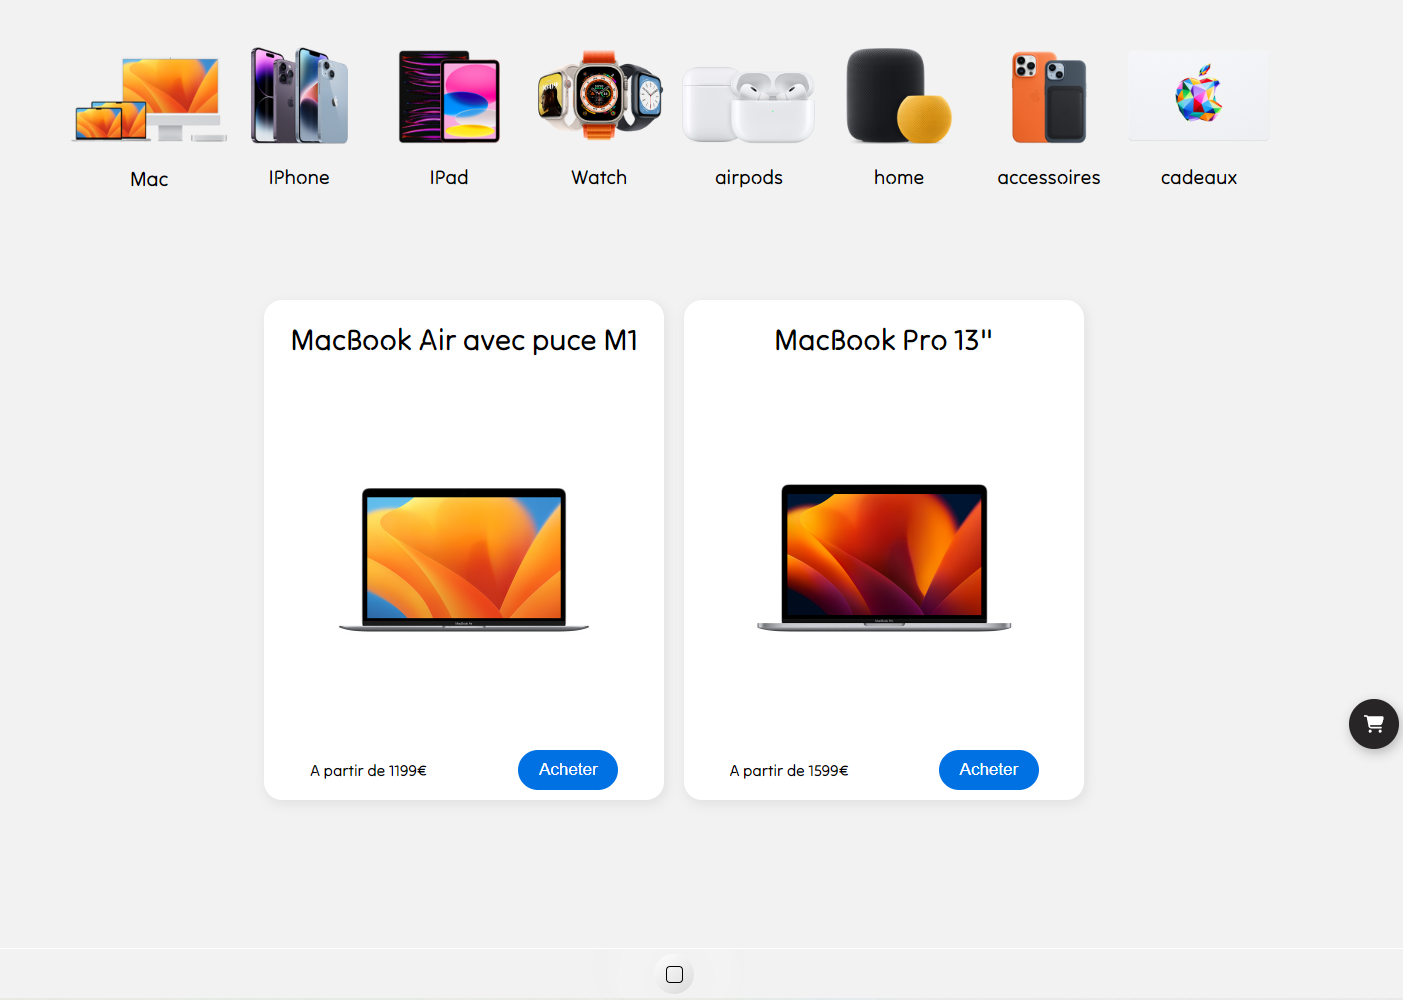 Mac
IPhone
IPad
Watch
airpods
home
accessoires
cadeaux
MacBook Air avec puce M1
MacBook Pro 13"
A partir de 1199€
Acheter
A partir de 1599€
Acheter